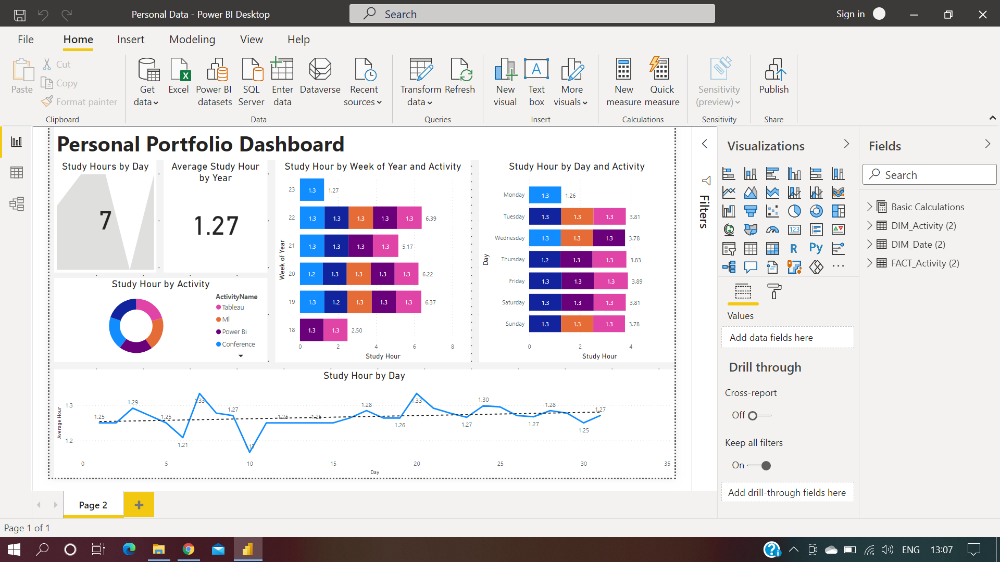 Personal Data - Power BI Desktop
Search
Sign in
File Home Insert Modeling View Help
Paste
Cut
Copy
Format painter
Clipboard
Get data
Excel
Power BI datasets
SQL Server
Enter data
Dataverse
Recent sources
Data
Transform data
Refresh
Queries
New visual
Text box
More visuals
Insert
New measure
Quick measure
Calculations
Sensitivity (preview)
Sensitivity
Publish
Share
Personal Portfolio Dashboard
Study Hours by Day
7
Average Study Hour
by Year
1.27
Study Hour by Activity
ActivityName
Tableau
Ml
Power Bi
Conference
Study Hour by Week of Year and Activity
Week of Year
23 1.3 1.27
22 1.3 1.3 1.3 1.3 1.3 6.39
21 1.3 1.3 1.3 1.3 5.17
20 1.2 1.3 1.3 1.3 1.3 6.22
19 1.3 1.2 1.3 1.3 1.3 6.37
18 1.3 1.3 2.50
0 2 4 6 8
Study Hour
Study Hour by Day and Activity
Day
Monday 1.3 1.26
Tuesday 1.3 1.3 1.3 3.81
Wednesday 1.3 1.3 1.3 3.78
Thursday 1.2 1.3 1.3 3.83
Friday 1.3 1.3 1.3 3.89
Saturday 1.3 1.3 1.3 3.81
Sunday 1.3 1.3 1.3 3.78
0 2 4
Study Hour
Study Hour by Day
Average Hour
1.3
1.2
1.25 1.29 1.25 1.21 1.33 1.27 1.25 1.25 1.28 1.26 1.33 1.27 1.30 1.27 1.28 1.25 1.27
0 5 10 15 20 25 30 35
Day
Filters
Visualizations
123
R
Py
Values
Add data fields here
Drill through
Cross-report
Off
Keep all filters
On
Add drill-through fields here
Fields
Search
Basic Calculations
DIM_Activity (2)
DIM_Date (2)
FACT_Activity (2)
Page 2
Page 1 of 1
ENG
13:07